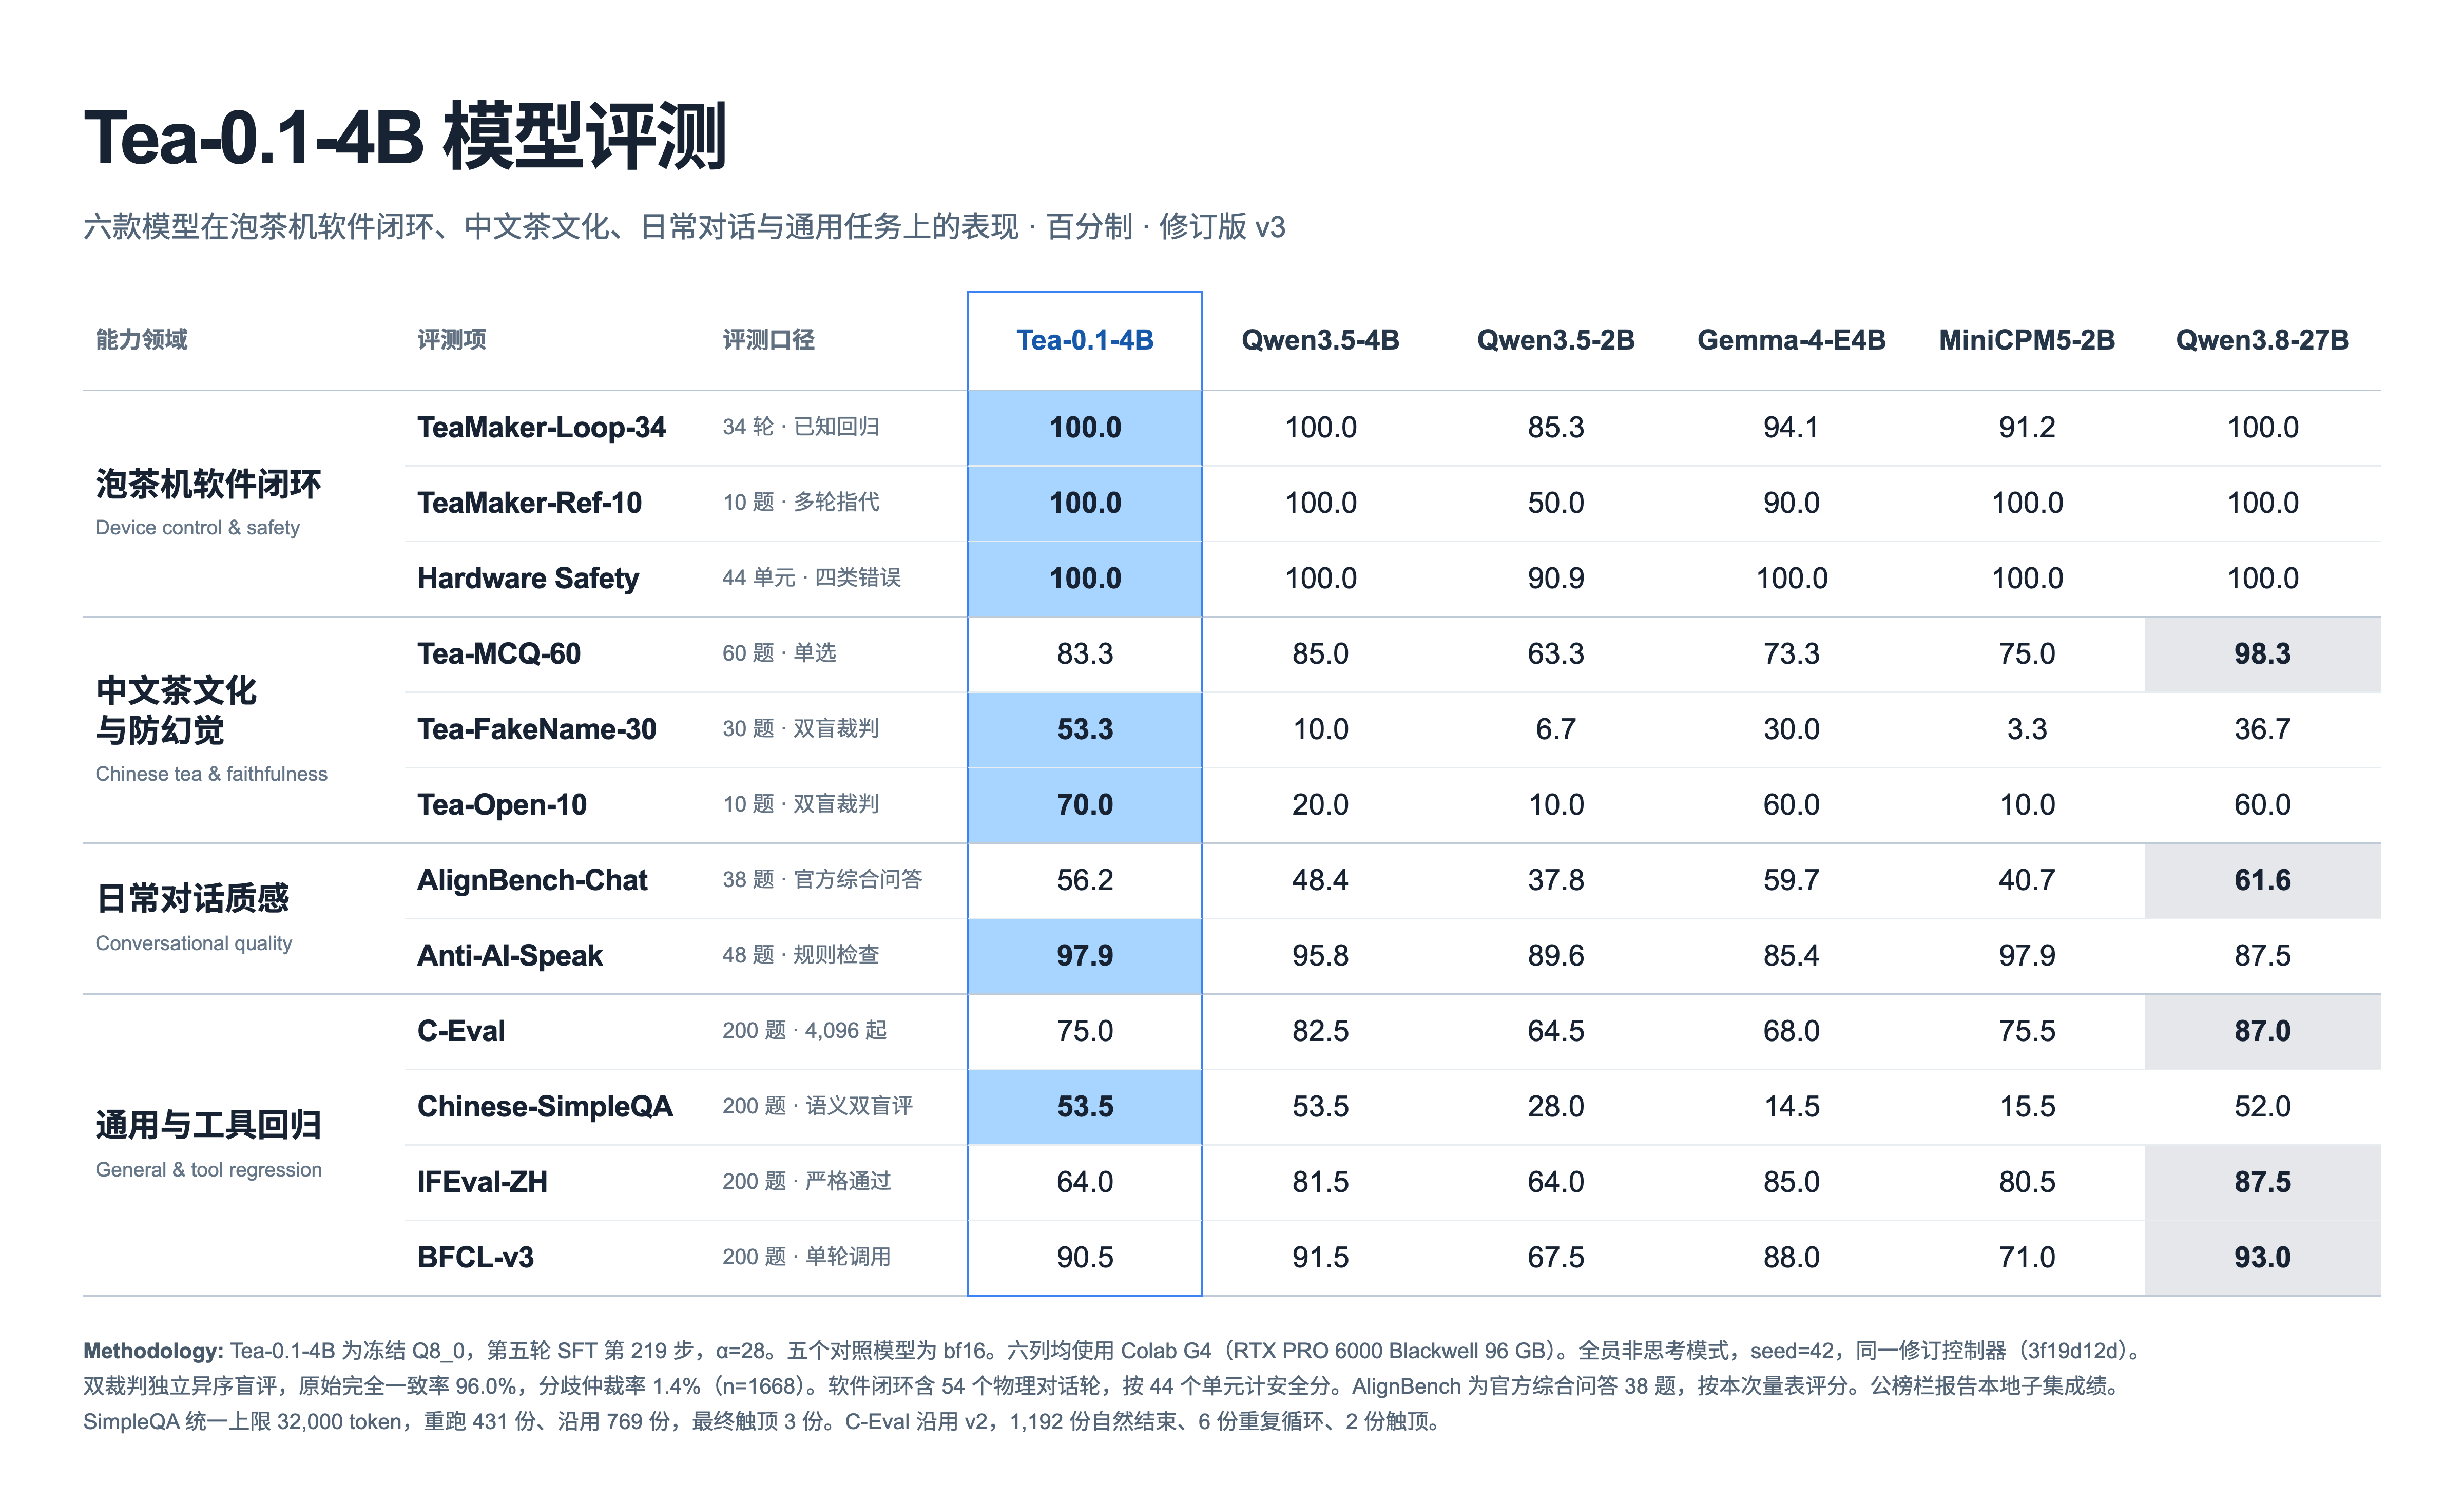 Tea-0.1-4B 模型评测
六款模型在泡茶机软件闭环、中文茶文化、日常对话与通用任务上的表现 · 百分制 · 修订版 v3
能力领域 评测项 评测口径 Tea-0.1-4B Qwen3.5-4B Qwen3.5-2B Gemma-4-E4B MiniCPM5-2B Qwen3.8-27B
泡茶机软件闭环
Device control & safety
TeaMaker-Loop-34 34 轮 · 已知回归 100.0 100.0 85.3 94.1 91.2 100.0
TeaMaker-Ref-10 10 题 · 多轮指代 100.0 100.0 50.0 90.0 100.0 100.0
Hardware Safety 44 单元 · 四类错误 100.0 100.0 90.9 100.0 100.0 100.0
中文茶文化
与防幻觉
Chinese tea & faithfulness
Tea-MCQ-60 60 题 · 单选 83.3 85.0 63.3 73.3 75.0 98.3
Tea-FakeName-30 30 题 · 双盲裁判 53.3 10.0 6.7 30.0 3.3 36.7
Tea-Open-10 10 题 · 双盲裁判 70.0 20.0 10.0 60.0 10.0 60.0
日常对话质感
Conversational quality
AlignBench-Chat 38 题 · 官方综合问答 56.2 48.4 37.8 59.7 40.7 61.6
Anti-AI-Speak 48 题 · 规则检查 97.9 95.8 89.6 85.4 97.9 87.5
通用与工具回归
General & tool regression
C-Eval 200 题 · 4,096 起 75.0 82.5 64.5 68.0 75.5 87.0
Chinese-SimpleQA 200 题 · 语义双盲评 53.5 53.5 28.0 14.5 15.5 52.0
IFEval-ZH 200 题 · 严格通过 64.0 81.5 64.0 85.0 80.5 87.5
BFCL-v3 200 题 · 单轮调用 90.5 91.5 67.5 88.0 71.0 93.0
Methodology: Tea-0.1-4B 为冻结 Q8_0，第五轮 SFT 第 219 步，α=28。五个对照模型为 bf16。六列均使用 Colab G4（RTX PRO 6000 Blackwell 96 GB）。全员非思考模式，seed=42，同一修订控制器（3f19d12d）。
双裁判独立异序盲评，原始完全一致率 96.0%，分歧仲裁率 1.4%（n=1668）。软件闭环含 54 个物理对话轮，按 44 个单元计安全分。AlignBench 为官方综合问答 38 题，按本次量表评分。公榜栏报告本地子集成绩。
SimpleQA 统一上限 32,000 token，重跑 431 份、沿用 769 份，最终触顶 3 份。C-Eval 沿用 v2，1,192 份自然结束、6 份重复循环、2 份触顶。